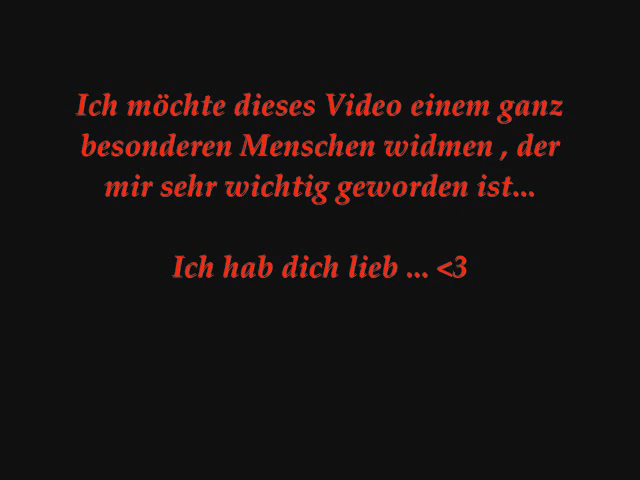 Ich möchte dieses Video einem ganz
besonderen Menschen widmen , der
mir sehr wichtig geworden ist...
Ich hab dich lieb ... <3